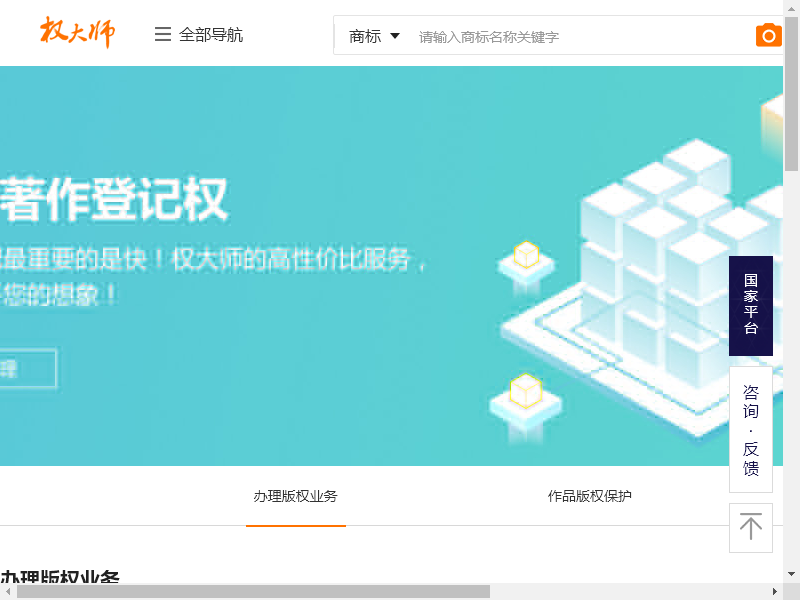 权大师
全部导航
商标
请输入商标名称关键字
著作登记权
最重要的是快！权大师的高性价比服务，
您的想象！
理
国家平台
咨询·反馈
办理版权业务
作品版权保护
办理版权业务